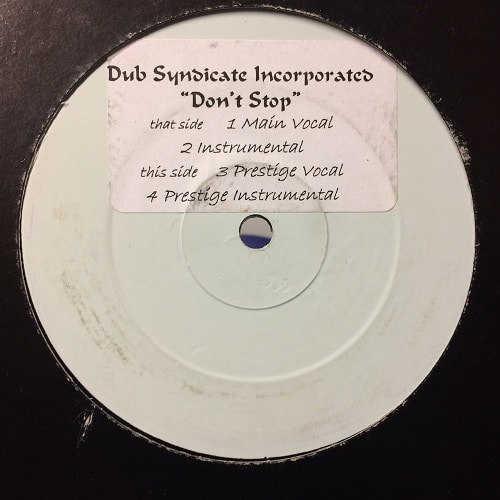 Dub Syndicate Incorporated
"Don't Stop"
that side 1 Main Vocal
2 Instrumental
this side 3 Prestige Vocal
4 Prestige Instrumental